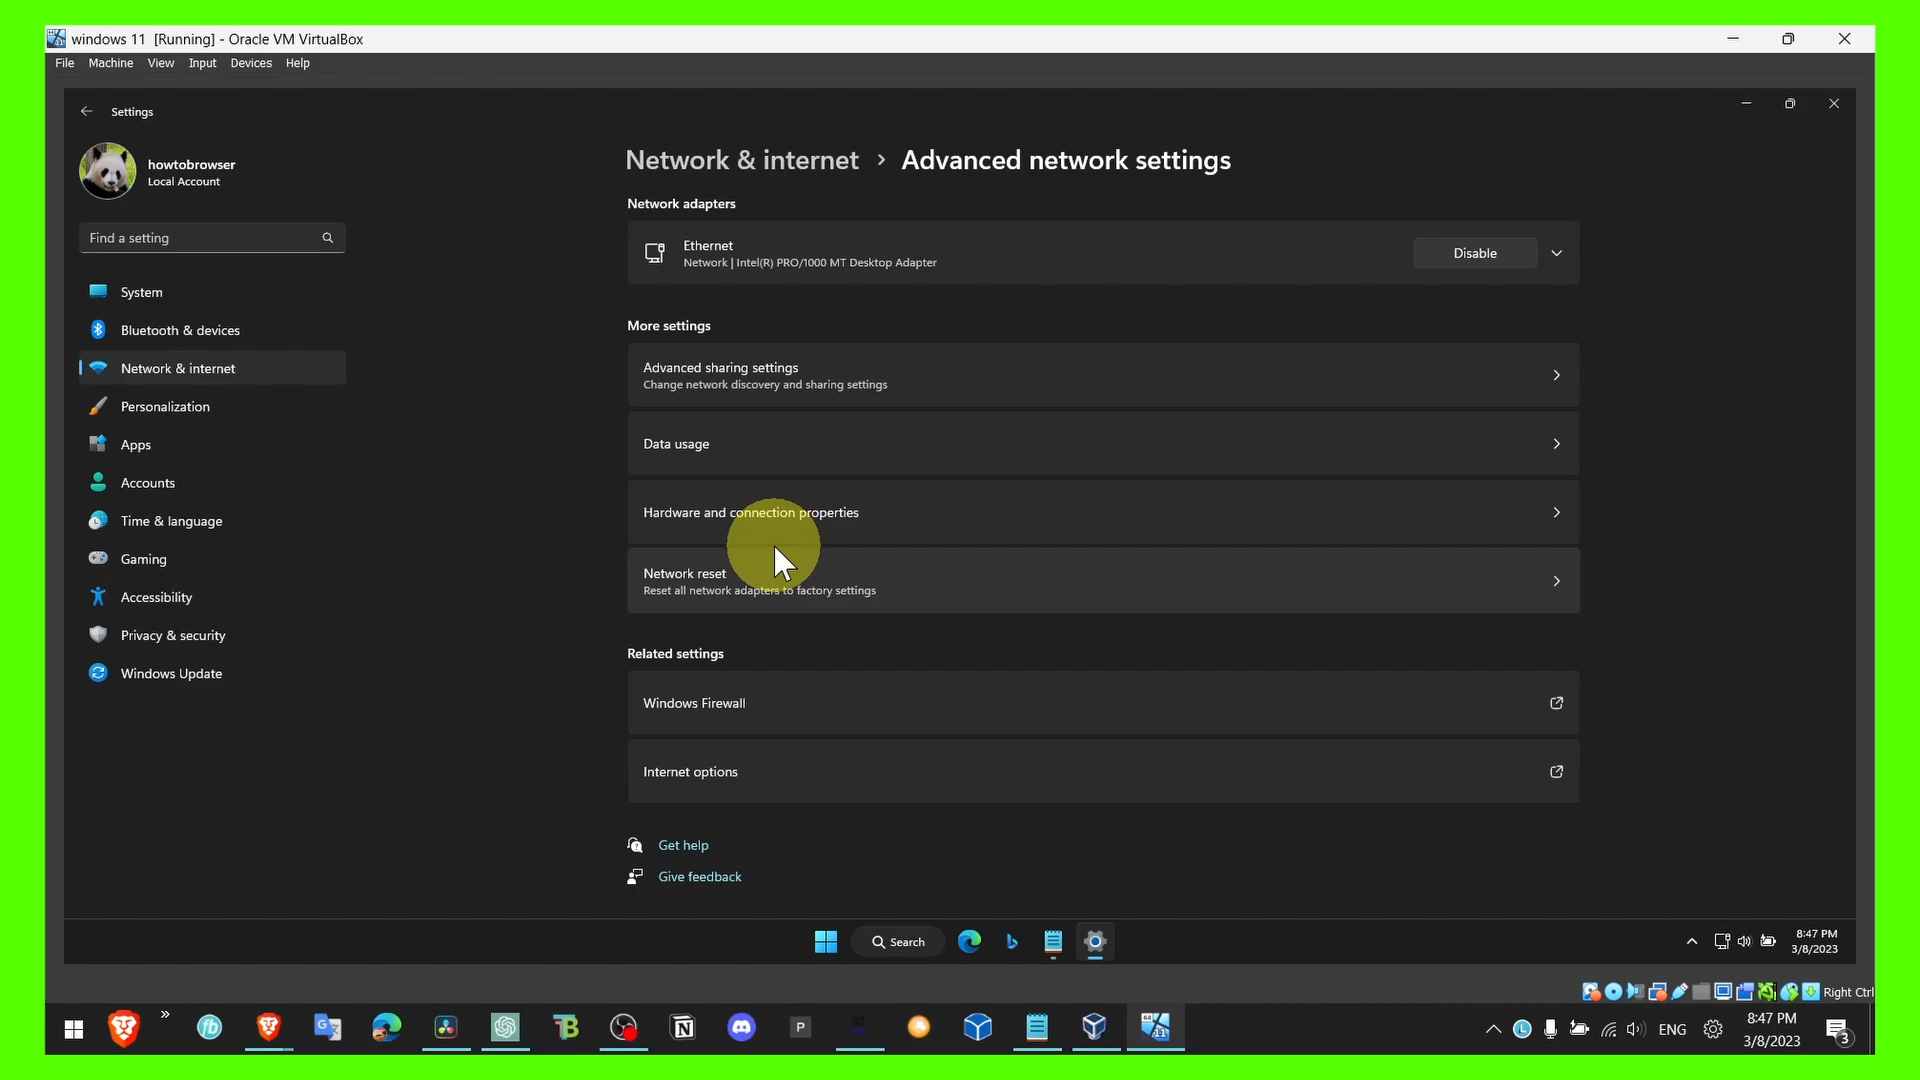 windows 11 [Running] - Oracle VM VirtualBox
File Machine View Input Devices Help
Settings
howtobrowser
Local Account
Find a setting
System
Bluetooth & devices
Network & internet
Personalization
Apps
Accounts
Time & language
Gaming
Accessibility
Privacy & security
Windows Update
Network & internet > Advanced network settings
Network adapters
Ethernet
Network | Intel(R) PRO/1000 MT Desktop Adapter
Disable
More settings
Advanced sharing settings
Change network discovery and sharing settings
Data usage
Hardware and connection properties
Network reset
Reset all network adapters to factory settings
Related settings
Windows Firewall
Internet options
Get help
Give feedback
Search
8:47 PM
3/8/2023
Right Ctrl
ENG
8:47 PM
3/8/2023
3